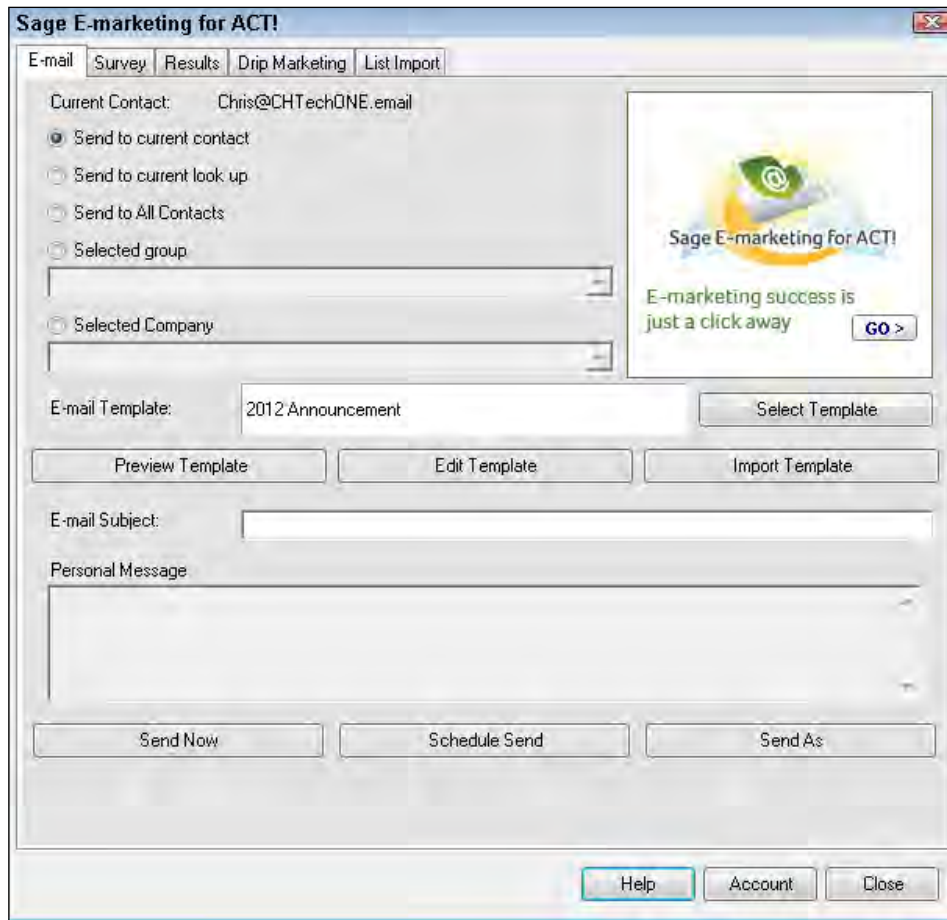 Sage E-marketing for ACT!
E-mail Survey Results Drip Marketing List Import
Current Contact: Chris@CHTechONE.email
Send to current contact
Send to current look up
Send to All Contacts
Selected group
Selected Company
@
Sage E-marketing for ACT!
E-marketing success is
just a click away GO >
E-mail Template: 2012 Announcement Select Template
Preview Template Edit Template Import Template
E-mail Subject:
Personal Message
Send Now Schedule Send Send As
Help Account Close